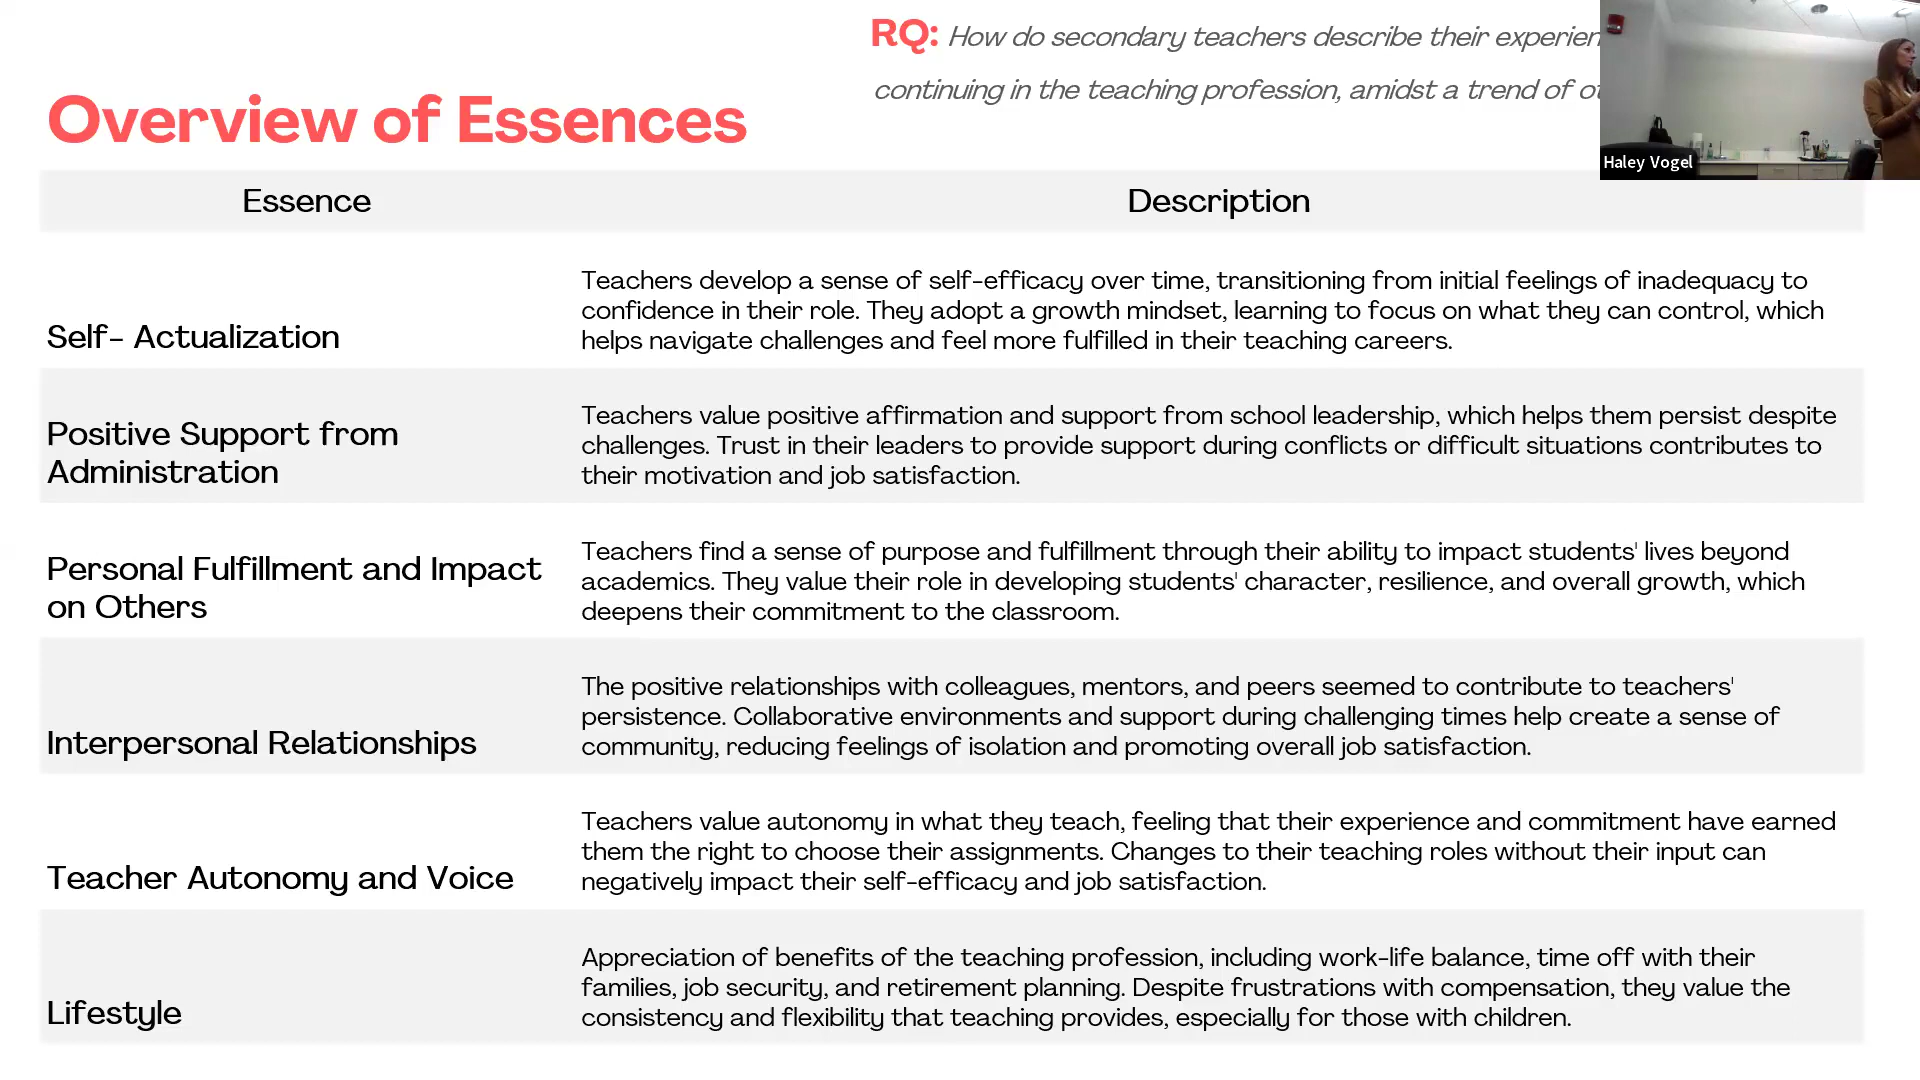 RQ: How do secondary teachers describe their
continuing in the teaching profession, amidst a trend of
Overview of Essences
Haley Vogel
Essence Description
Self- Actualization
Teachers develop a sense of self-efficacy over time, transitioning from initial feelings of inadequacy to
confidence in their role. They adopt a growth mindset, learning to focus on what they can control, which
helps navigate challenges and feel more fulfilled in their teaching careers.
Positive Support from
Administration
Teachers value positive affirmation and support from school leadership, which helps them persist despite
challenges. Trust in their leaders to provide support during conflicts or difficult situations contributes to
their motivation and job satisfaction.
Personal Fulfillment and Impact
on Others
Teachers find a sense of purpose and fulfillment through their ability to impact students' lives beyond
academics. They value their role in developing students' character, resilience, and overall growth, which
deepens their commitment to the classroom.
Interpersonal Relationships
The positive relationships with colleagues, mentors, and peers seemed to contribute to teachers'
persistence. Collaborative environments and support during challenging times help create a sense of
community, reducing feelings of isolation and promoting overall job satisfaction.
Teacher Autonomy and Voice
Teachers value autonomy in what they teach, feeling that their experience and commitment have earned
them the right to choose their assignments. Changes to their teaching roles without their input can
negatively impact their self-efficacy and job satisfaction.
Lifestyle
Appreciation of benefits of the teaching profession, including work-life balance, time off with their
families, job security, and retirement planning. Despite frustrations with compensation, they value the
consistency and flexibility that teaching provides, especially for those with children.